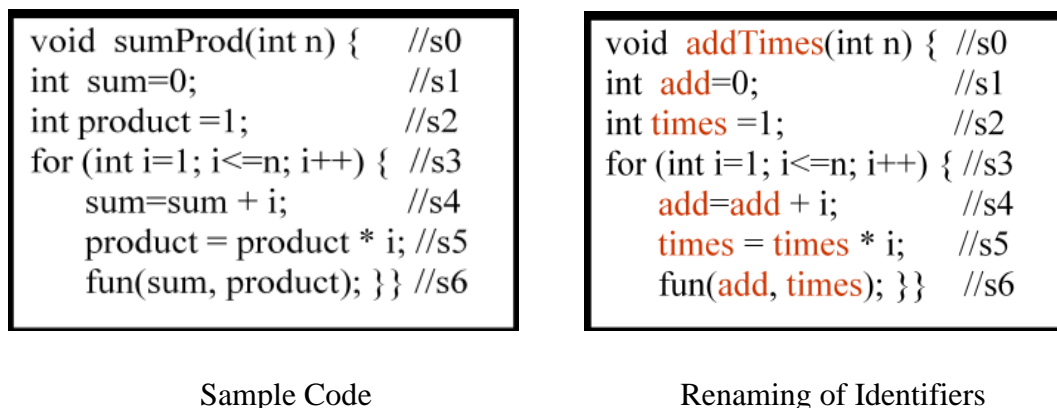 void sumProd(int n) { //s0
int sum=0; //s1
int product =1; //s2
for (int i=1; i<=n; i++) { //s3
sum=sum + i; //s4
product = product * i; //s5
fun(sum, product); }} //s6
Sample Code
void addTimes(int n) { //s0
int add=0; //s1
int times =1; //s2
for (int i=1; i<=n; i++) { //s3
add=add + i; //s4
times = times * i; //s5
fun(add, times); }} //s6
Renaming of Identifiers